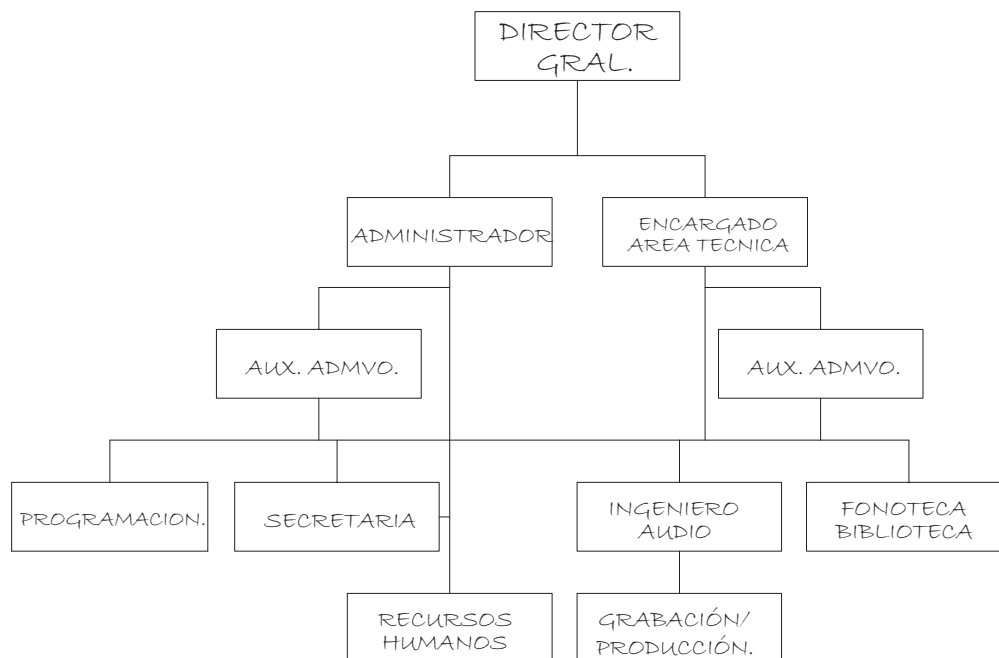 DIRECTOR
GRAL.
ADMINISTRADOR
ENCARGADO
AREA TECNICA
AUX. ADMVO.
AUX. ADMVO.
PROGRAMACION.
SECRETARIA
INGENIERO
AUDIO
FONOTECA
BIBLIOTECA
RECURSOS
HUMANOS
GRABACIÓN/
PRODUCCIÓN.